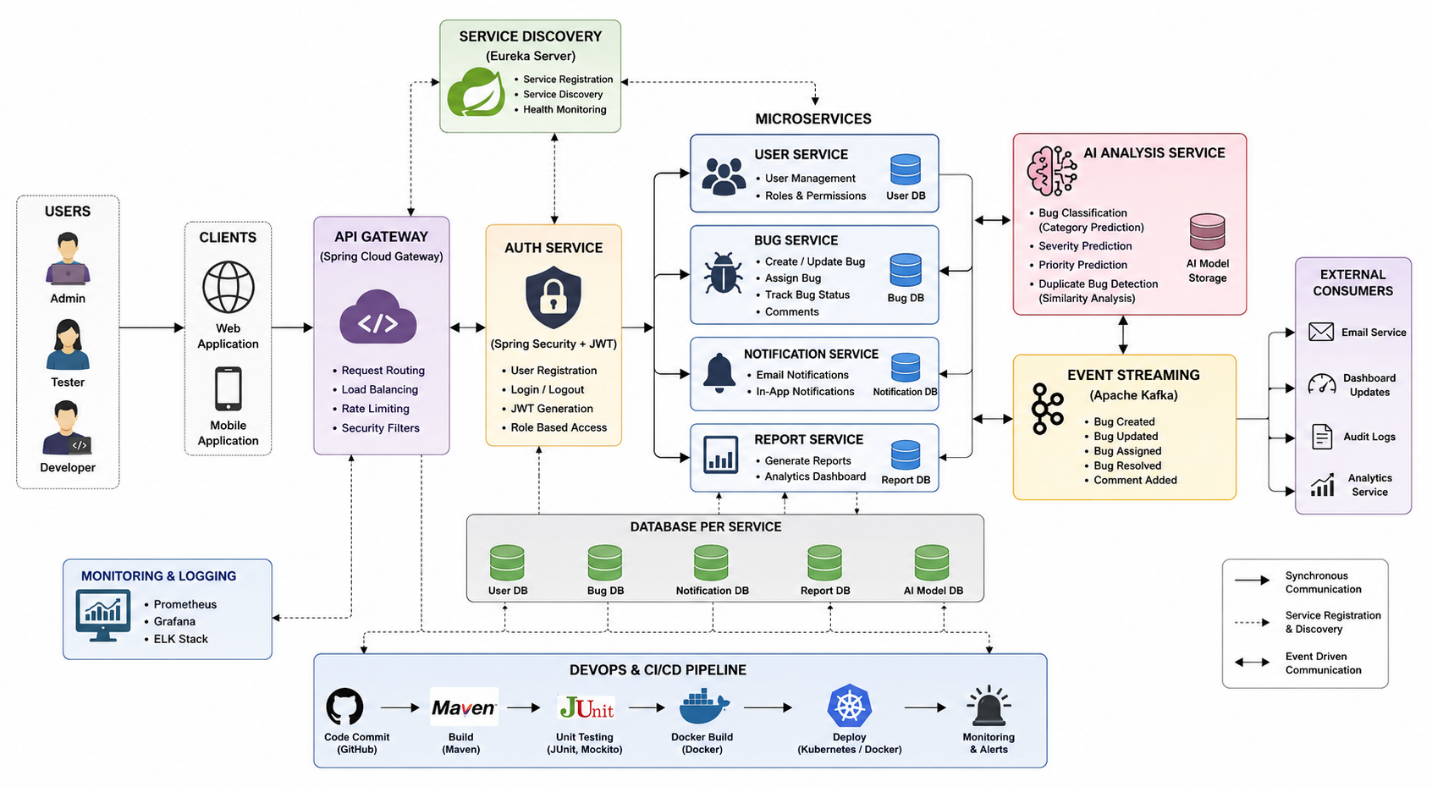 SERVICE DISCOVERY
(Eureka Server)
• Service Registration
• Service Discovery
• Health Monitoring
USERS
Admin
Tester
Developer
CLIENTS
Web
Application
Mobile
Application
API GATEWAY
(Spring Cloud Gateway)
</>
• Request Routing
• Load Balancing
• Rate Limiting
• Security Filters
AUTH SERVICE
(Spring Security + JWT)
• User Registration
• Login / Logout
• JWT Generation
• Role Based Access
MICROSERVICES
USER SERVICE
• User Management
• Roles & Permissions
User DB
BUG SERVICE
• Create / Update Bug
• Assign Bug
• Track Bug Status
• Comments
Bug DB
NOTIFICATION SERVICE
• Email Notifications
• In-App Notifications
Notification DB
REPORT SERVICE
• Generate Reports
• Analytics Dashboard
Report DB
AI ANALYSIS SERVICE
• Bug Classification
(Category Prediction)
• Severity Prediction
• Priority Prediction
• Duplicate Bug Detection
(Similarity Analysis)
AI Model
Storage
EVENT STREAMING
(Apache Kafka)
• Bug Created
• Bug Updated
• Bug Assigned
• Bug Resolved
• Comment Added
EXTERNAL
CONSUMERS
Email Service
Dashboard
Updates
Audit Logs
Analytics
Service
DATABASE PER SERVICE
User DB
Bug DB
Notification DB
Report DB
AI Model DB
MONITORING & LOGGING
• Prometheus
• Grafana
• ELK Stack
Synchronous
Communication
Service Registration
& Discovery
Event Driven
Communication
DEVOPS & CI/CD PIPELINE
Code Commit
(GitHub)
Maven
Build
(Maven)
JUnit
Unit Testing
(JUnit, Mockito)
Docker Build
(Docker)
Deploy
(Kubernetes / Docker)
Monitoring
& Alerts